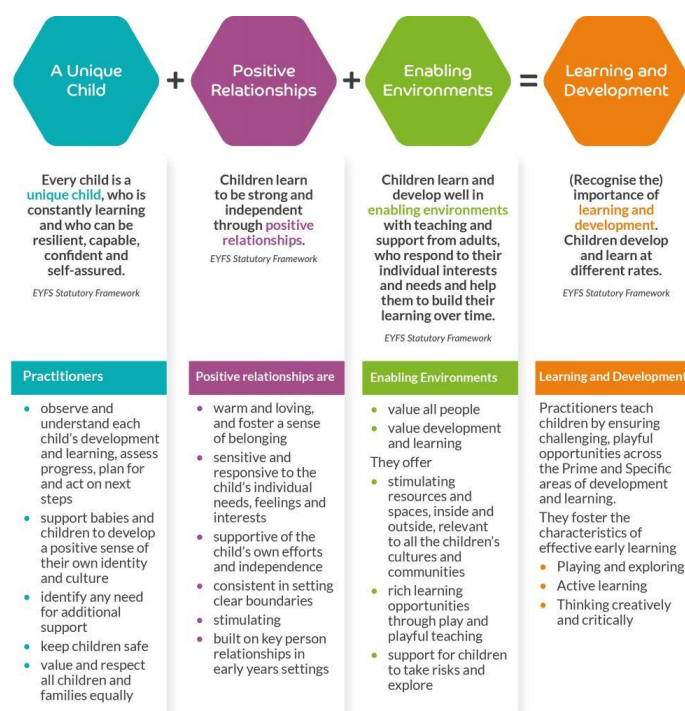 A Unique
Child
+
Positive
Relationships
+
Enabling
Environments
=
Learning and
Development
Every child is a
unique child, who is
constantly learning
and who can be
resilient, capable,
confident and
self-assured.
EYFS Statutory Framework
Children learn
to be strong and
independent
through positive
relationships.
EYFS Statutory Framework
Children learn and
develop well in
enabling environments
with teaching and
support from adults,
who respond to their
individual interests
and needs and help
them to build their
learning over time.
EYFS Statutory Framework
(Recognise the)
importance of
learning and
development.
Children develop
and learn at
different rates.
EYFS Statutory Framework
Practitioners
• observe and
understand each
child's development
and learning, assess
progress, plan for
and act on next
steps
• support babies and
children to develop
a positive sense of
their own identity
and culture
• identify any need
for additional
support
• keep children safe
• value and respect
all children and
families equally
Positive relationships are
• warm and loving,
and foster a sense
of belonging
• sensitive and
responsive to the
child's individual
needs, feelings and
interests
• supportive of the
child's own efforts
and independence
• consistent in setting
clear boundaries
• stimulating
• built on key person
relationships in
early years settings
Enabling Environments
• value all people
• value development
and learning
They offer
• stimulating
resources and
spaces, inside and
outside, relevant
to all the children's
cultures and
communities
• rich learning
opportunities
through play and
playful teaching
• support for children
to take risks and
explore
Learning and Development
Practitioners teach
children by ensuring
challenging, playful
opportunities across
the Prime and Specific
areas of development
and learning.
They foster the
characteristics of
effective early learning
• Playing and exploring
• Active learning
• Thinking creatively
and critically